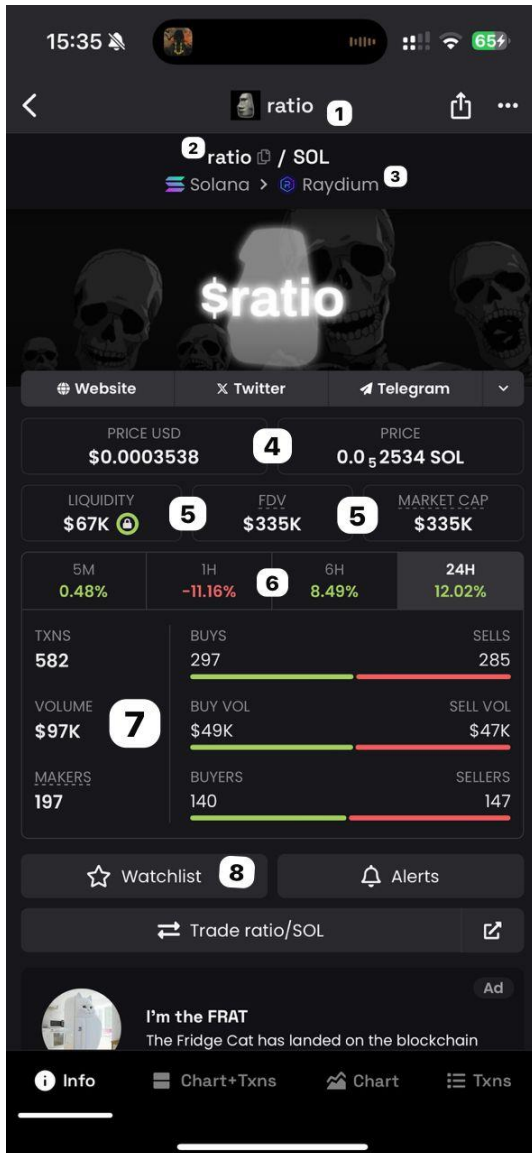 15:35 65
ratio 1
2 ratio / SOL
Solana > Raydium 3
$ratio
Website X Twitter Telegram
PRICE USD 4 PRICE
$0.0003538 0.0₅2534 SOL
LIQUIDITY 5 FDV 5 MARKET CAP
$67K $335K $335K
5M 1H 6 6H 24H
0.48% -11.16% 8.49% 12.02%
TXNS BUYS SELLS
582 297 285
VOLUME 7 BUY VOL SELL VOL
$97K $49K $47K
MAKERS BUYERS SELLERS
197 140 147
Watchlist 8 Alerts
Trade ratio/SOL
Ad
I'm the FRAT
The Fridge Cat has landed on the blockchain
Info Chart+Txns Chart Txns